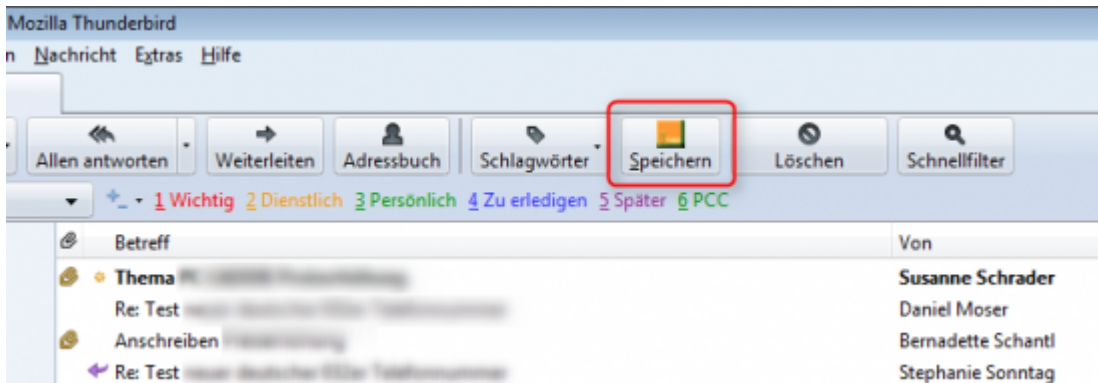 Mozilla Thunderbird
n Nachricht Extras Hilfe
Allen antworten Weiterleiten Adressbuch Schlagwörter Speichern Löschen Schnellfilter
1 Wichtig 2 Dienstlich 3 Persönlich 4 Zu erledigen 5 Später 6 PCC
Betreff Von
Thema Susanne Schrader
Re: Test Daniel Moser
Anschreiben Bernadette Schantl
Re: Test Stephanie Sonntag